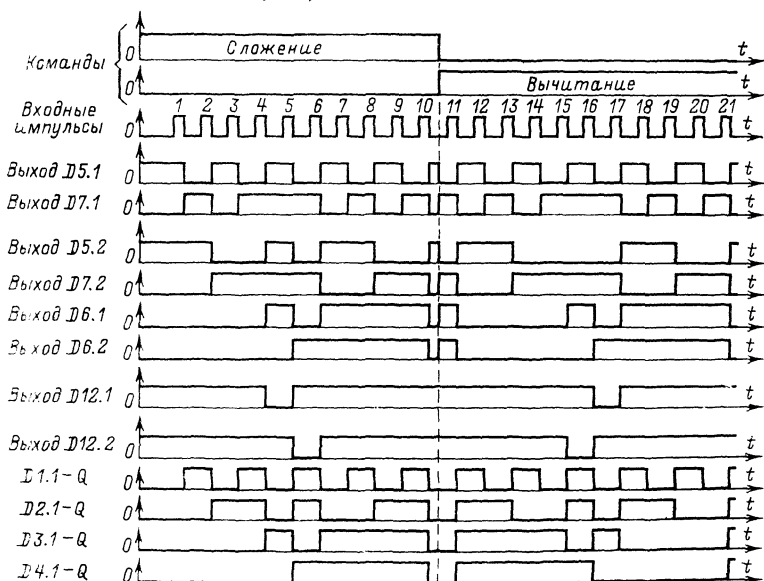 Сложение
t
Команды
0
0
t
Вычитание
Входные импульсы
1 2 3 4 5 6 7 8 9 10 11 12 13 14 15 16 17 18 19 20 21
0
t
Выход D5.1 0 t
Выход D7.1 0 t
Выход D5.2 0 t
Выход D7.2 0 t
Выход D6.1 0 t
Выход D6.2 0 t
Выход D12.1 0 t
Выход D12.2 0 t
D1.1-Q 0 t
D2.1-Q 0 t
D3.1-Q 0 t
D4.1-Q 0 t